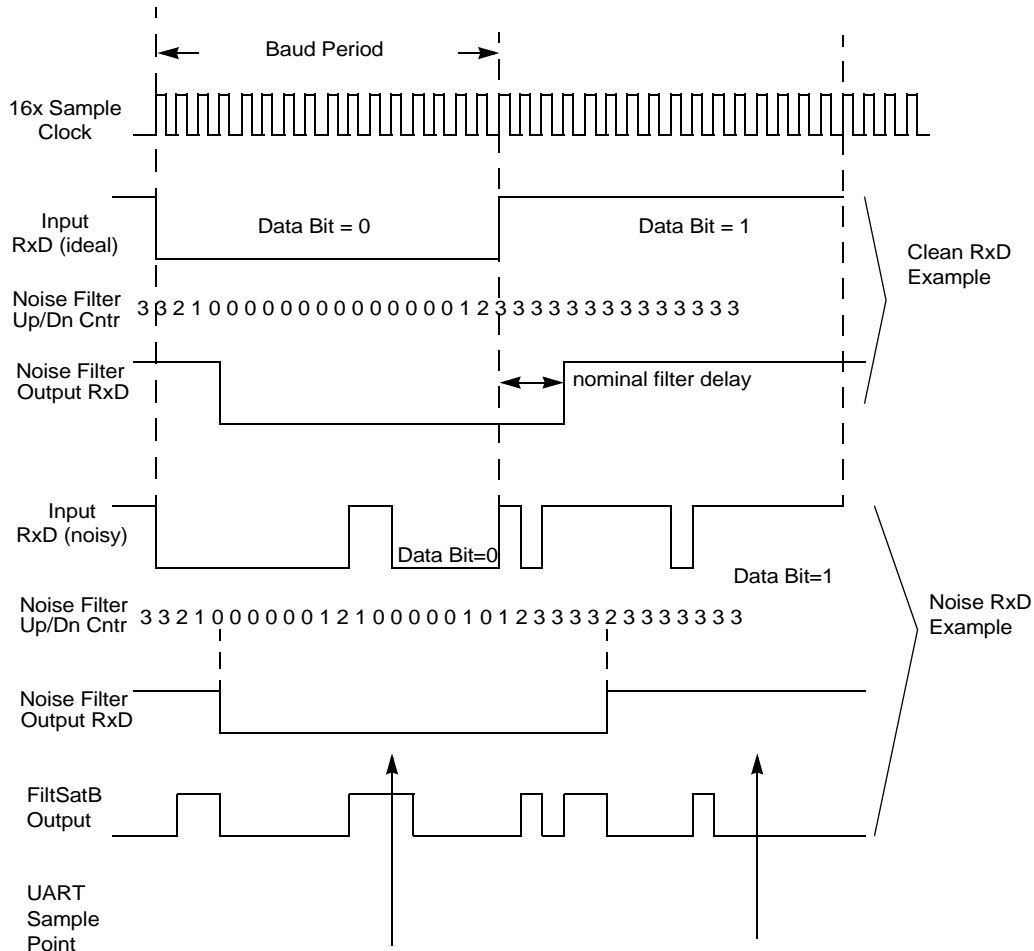 Baud Period
16x Sample
Clock
Input
RxD (ideal)
Data Bit = 0
Data Bit = 1
Clean RxD
Example
Noise Filter
Up/Dn Cntr
3 3 2 1 0 0 0 0 0 0 0 0 0 0 0 0 0 0 1 2 3 3 3 3 3 3 3 3 3 3 3 3 3 3
Noise Filter
Output RxD
nominal filter delay
Input
RxD (noisy)
Data Bit=0
Data Bit=1
Noise RxD
Example
Noise Filter
Up/Dn Cntr
3 3 2 1 0 0 0 0 0 0 1 2 1 0 0 0 0 0 1 0 1 2 3 3 3 3 2 3 3 3 3 3 3 3
Noise Filter
Output RxD
FiltSatB
Output
UART
Sample
Point